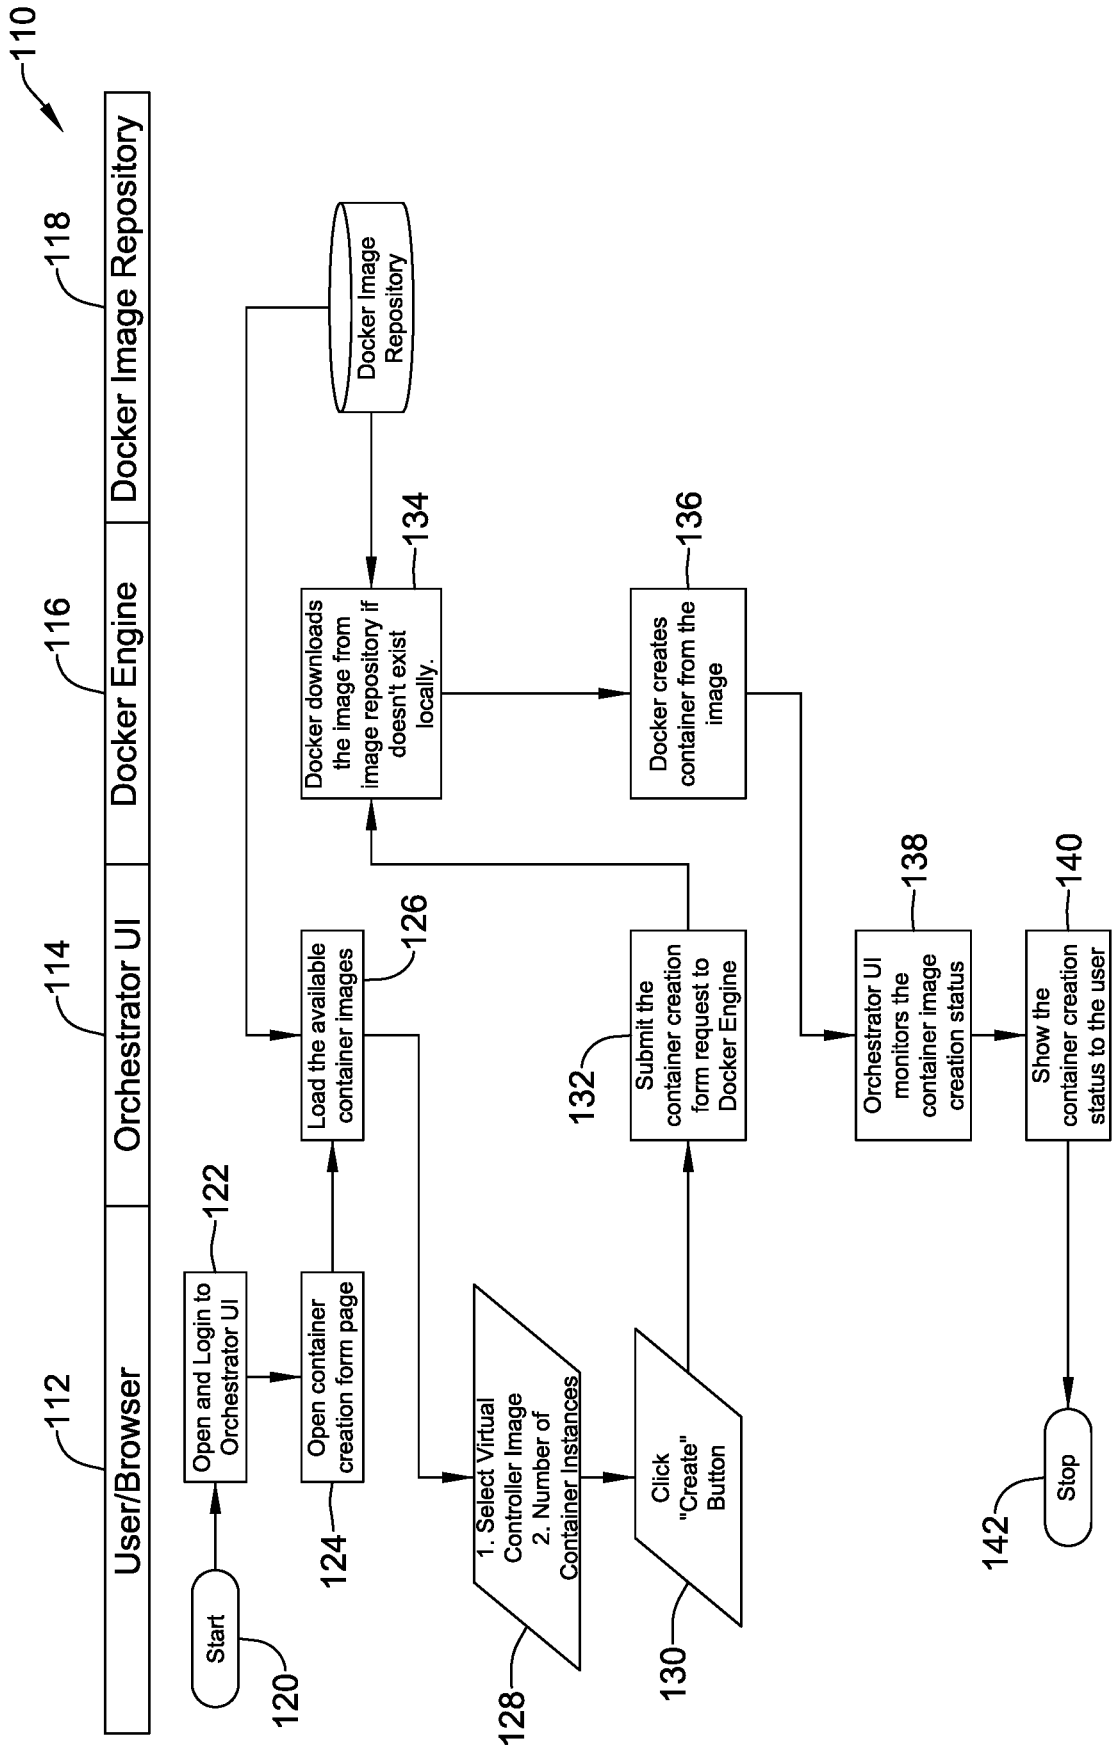 110
112
114
116
118
User/Browser
Orchestrator UI
Docker Engine
Docker Image Repository
Start
120
Open and Login to
Orchestrator UI
122
Open container
creation form page
124
Load the available
container images
126
Docker Image
Repository
1. Select Virtual
Controller Image
2. Number of
Container Instances
128
Click
"Create"
Button
130
Submit the
container creation
form request to
Docker Engine
132
Docker downloads
the image from
image repository if
doesn't exist
locally.
134
Docker creates
container from the
image
136
Orchestrator UI
monitors the
container image
creation status
138
Show the
container creation
status to the user
140
Stop
142